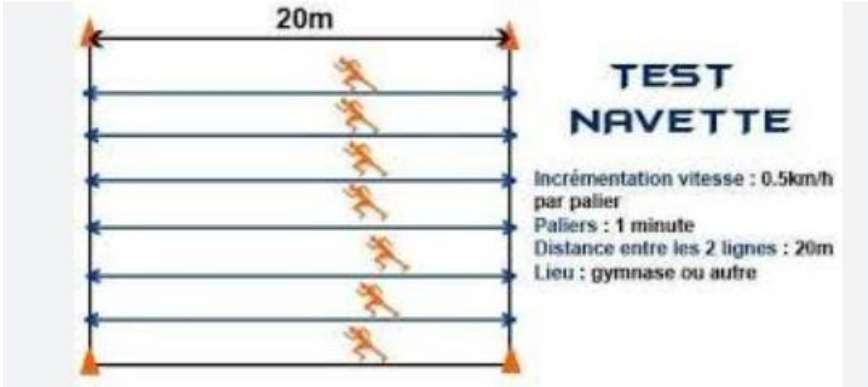 20m
TEST
NAVETTE
Incrémentation vitesse : 0.5km/h
par palier
Paliers : 1 minute
Distance entre les 2 lignes : 20m
Lieu : gymnase ou autre